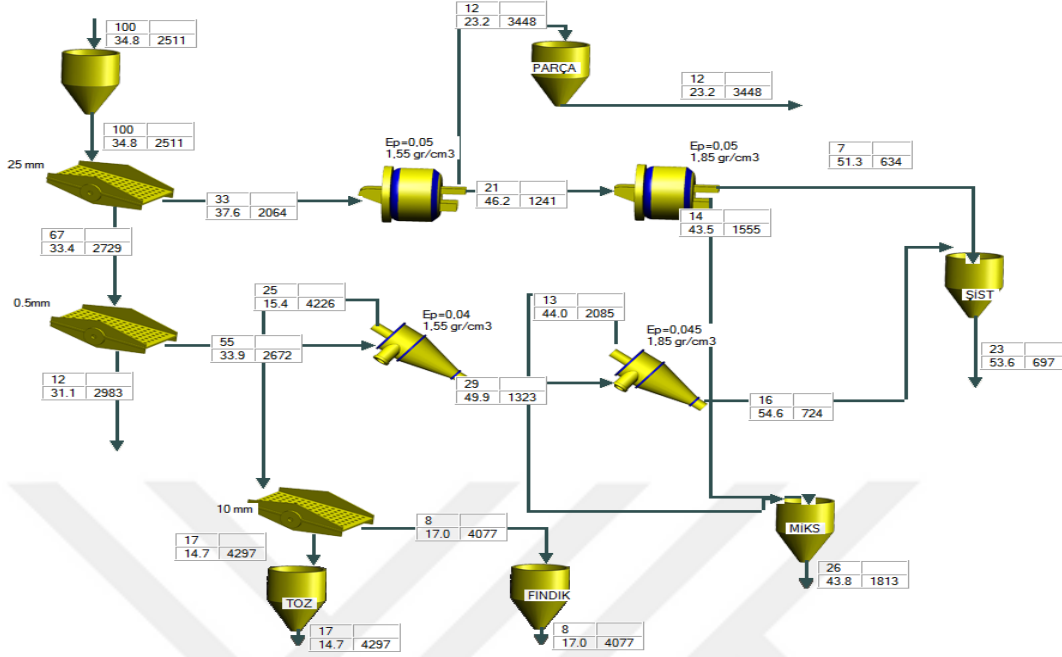 12
23.2 3448
100
34.8 2511
PARÇA
12
23.2 3448
100
34.8 2511
25 mm
Ep=0,05
1,55 gr/cm3
Ep=0.05
1,85 gr/cm3
7
51.3 634
33
37.6 2064
21
46.2 1241
14
43.5 1555
67
33.4 2729
ŞİST
0.5mm
25
15.4 4226
Ep=0,04
1,55 gr/cm3
13
44.0 2085
Ep=0,045
1,85 gr/cm3
55
33.9 2672
23
53.6 697
12
31.1 2983
29
49.9 1323
16
54.6 724
10 mm
8
17.0 4077
MİKS
17
14.7 4297
26
43.8 1813
TOZ
FINDIK
17
14.7 4297
8
17.0 4077